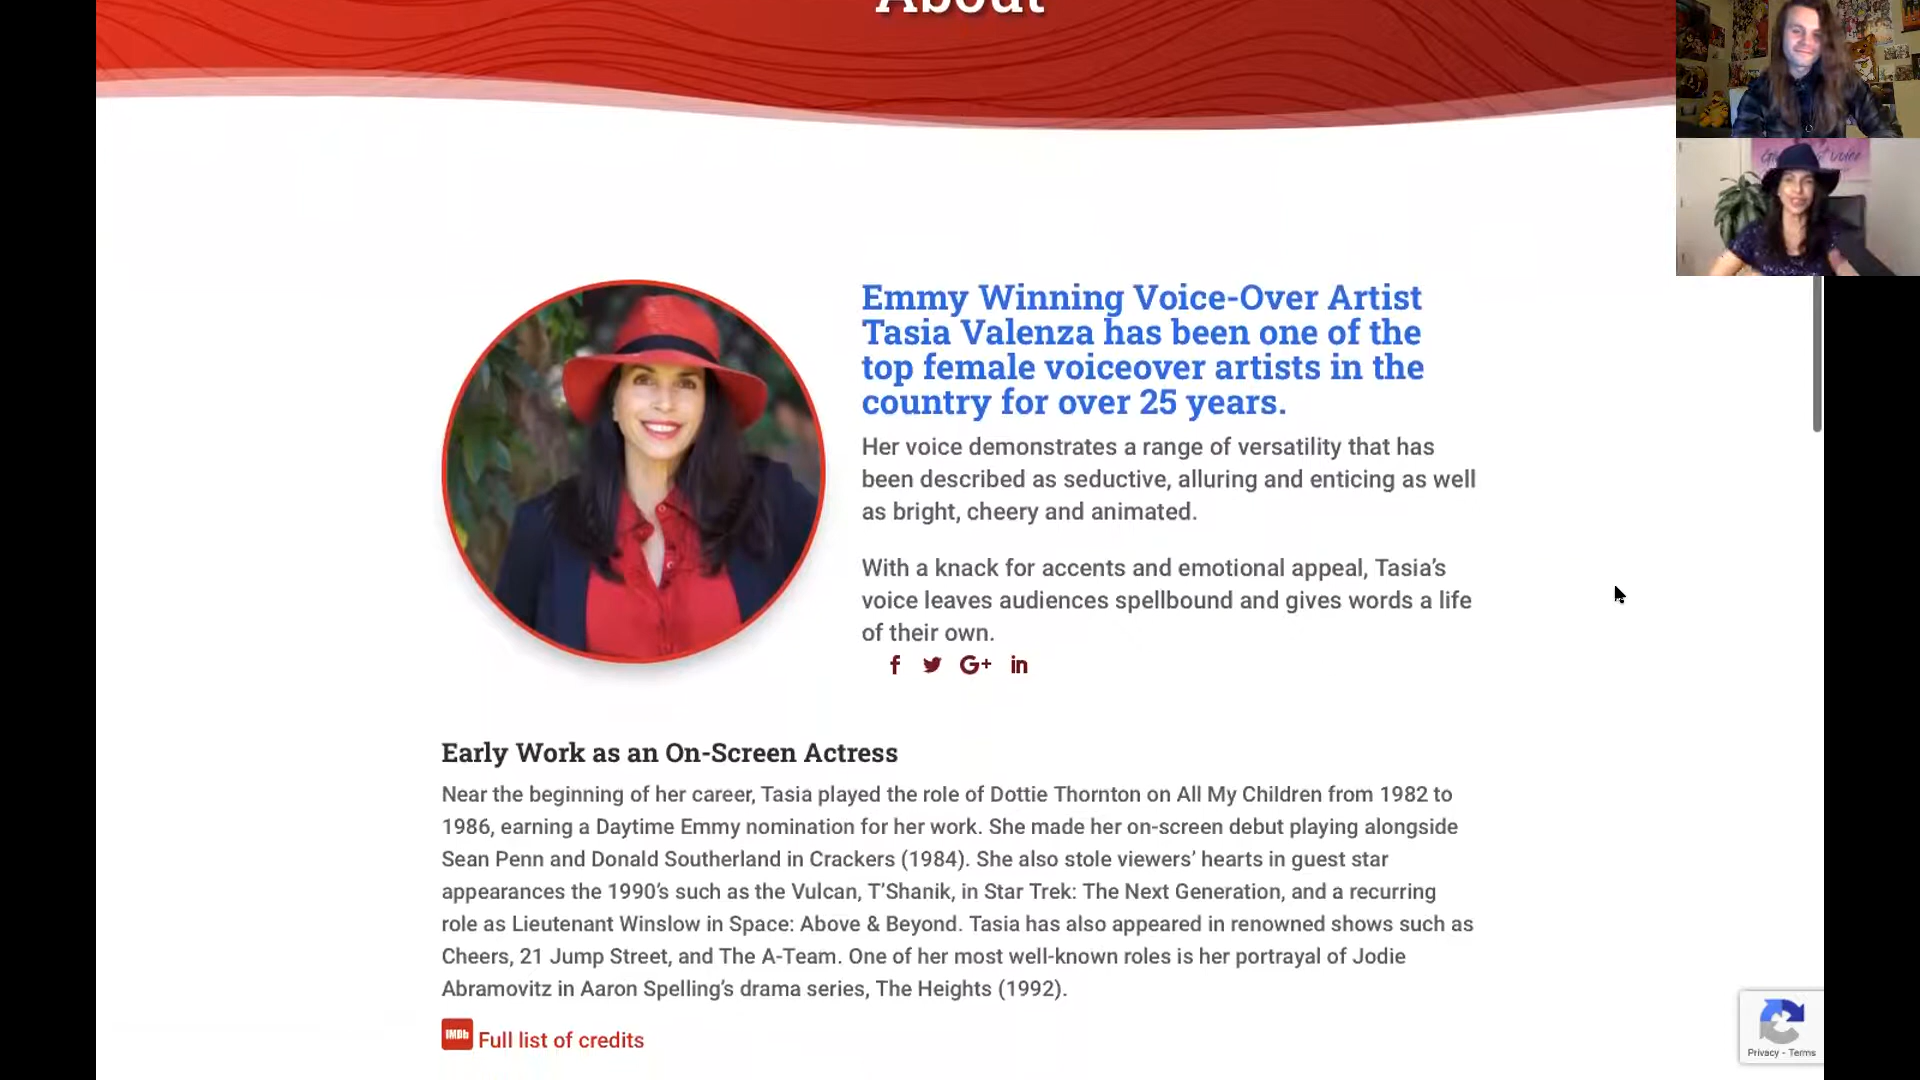 About
Emmy Winning Voice-Over Artist
Tasia Valenza has been one of the
top female voiceover artists in the
country for over 25 years.
Her voice demonstrates a range of versatility that has
been described as seductive, alluring and enticing as well
as bright, cheery and animated.
With a knack for accents and emotional appeal, Tasia’s
voice leaves audiences spellbound and gives words a life
of their own.
f G+ in
Early Work as an On-Screen Actress
Near the beginning of her career, Tasia played the role of Dottie Thornton on All My Children from 1982 to
1986, earning a Daytime Emmy nomination for her work. She made her on-screen debut playing alongside
Sean Penn and Donald Southerland in Crackers (1984). She also stole viewers’ hearts in guest star
appearances the 1990’s such as the Vulcan, T’Shanik, in Star Trek: The Next Generation, and a recurring
role as Lieutenant Winslow in Space: Above & Beyond. Tasia has also appeared in renowned shows such as
Cheers, 21 Jump Street, and The A-Team. One of her most well-known roles is her portrayal of Jodie
Abramovitz in Aaron Spelling’s drama series, The Heights (1992).
IMDb Full list of credits
Privacy - Terms